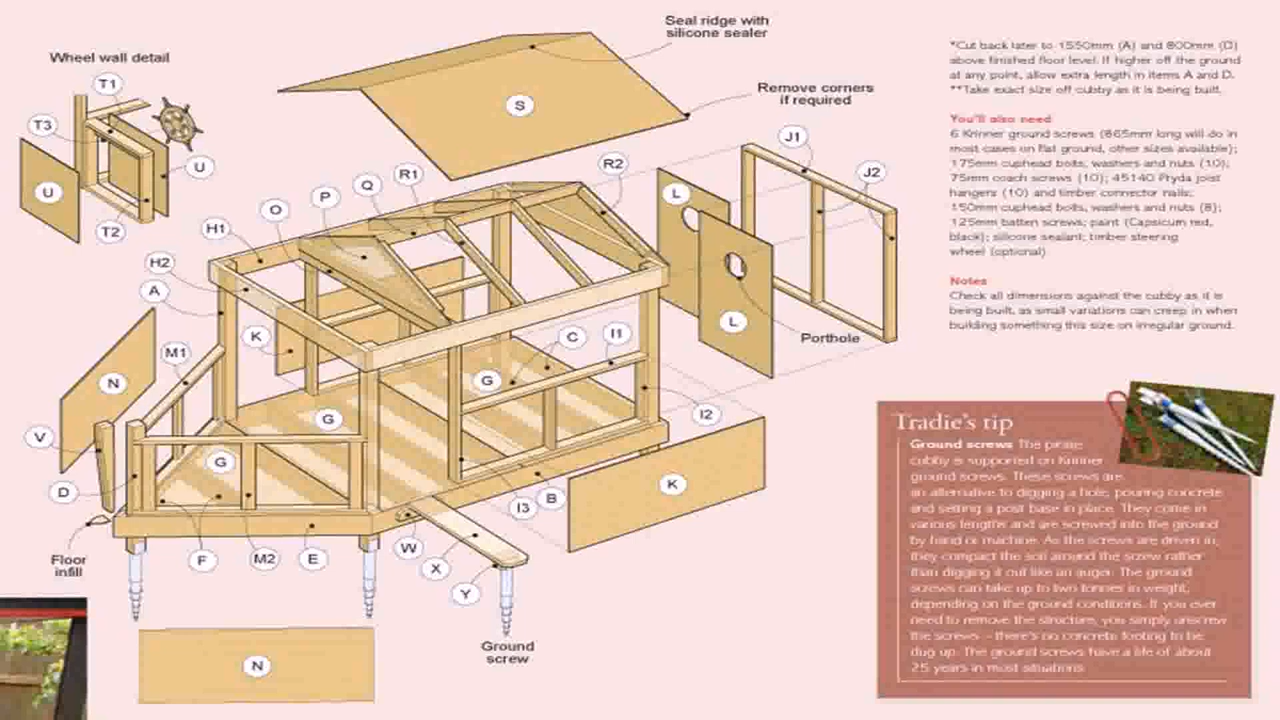 Wheel wall detail
T1
T3
U
U
T2
Seal ridge with
silicone sealer
S
Remove corners
if required
J1
J2
R2
R1
Q
P
O
H1
H2
A
L
L
Porthole
K
C
I1
G
G
G
M1
N
V
D
I2
K
I3
B
Floor
infill
F
M2
E
W
X
Y
Ground
screw
N
*Cut back later to 1550mm (A) and 800mm (D)
above finished floor level. If higher off the ground
at any point, allow extra length in items A and D.
**Take exact size off cubby as it is being built.
You'll also need
6 Krinner ground screws (865mm long will do in
most cases on flat ground, other sizes available);
175mm cuphead bolts, washers and nuts (10);
75mm coach screws (10); 45140 Pryda joist
hangers (10) and timber connector nails;
150mm cuphead bolts, washers and nuts (8);
125mm batten screws; paint (Capsicum red,
black); silicone sealant; timber steering
wheel (optional)
Notes
Check all dimensions against the cubby as it is
being built, as small variations can creep in when
building something this size on irregular ground.
Tradie's tip
Ground screws The pirate
cubby is supported on Krinner
ground screws. These screws are
an alternative to digging a hole, pouring concrete
and setting a post base in place. They come in
various lengths and are screwed into the ground
by hand or machine. As the screws are driven in,
they compact the soil around the screw rather
than digging it out like an auger. The ground
screws can take up to two tonnes in weight,
depending on the ground conditions. If you ever
need to remove the structure, you simply unscrew
the screws – there's no concrete footing to be
dug up. The ground screws have a life of about
25 years in most situations.